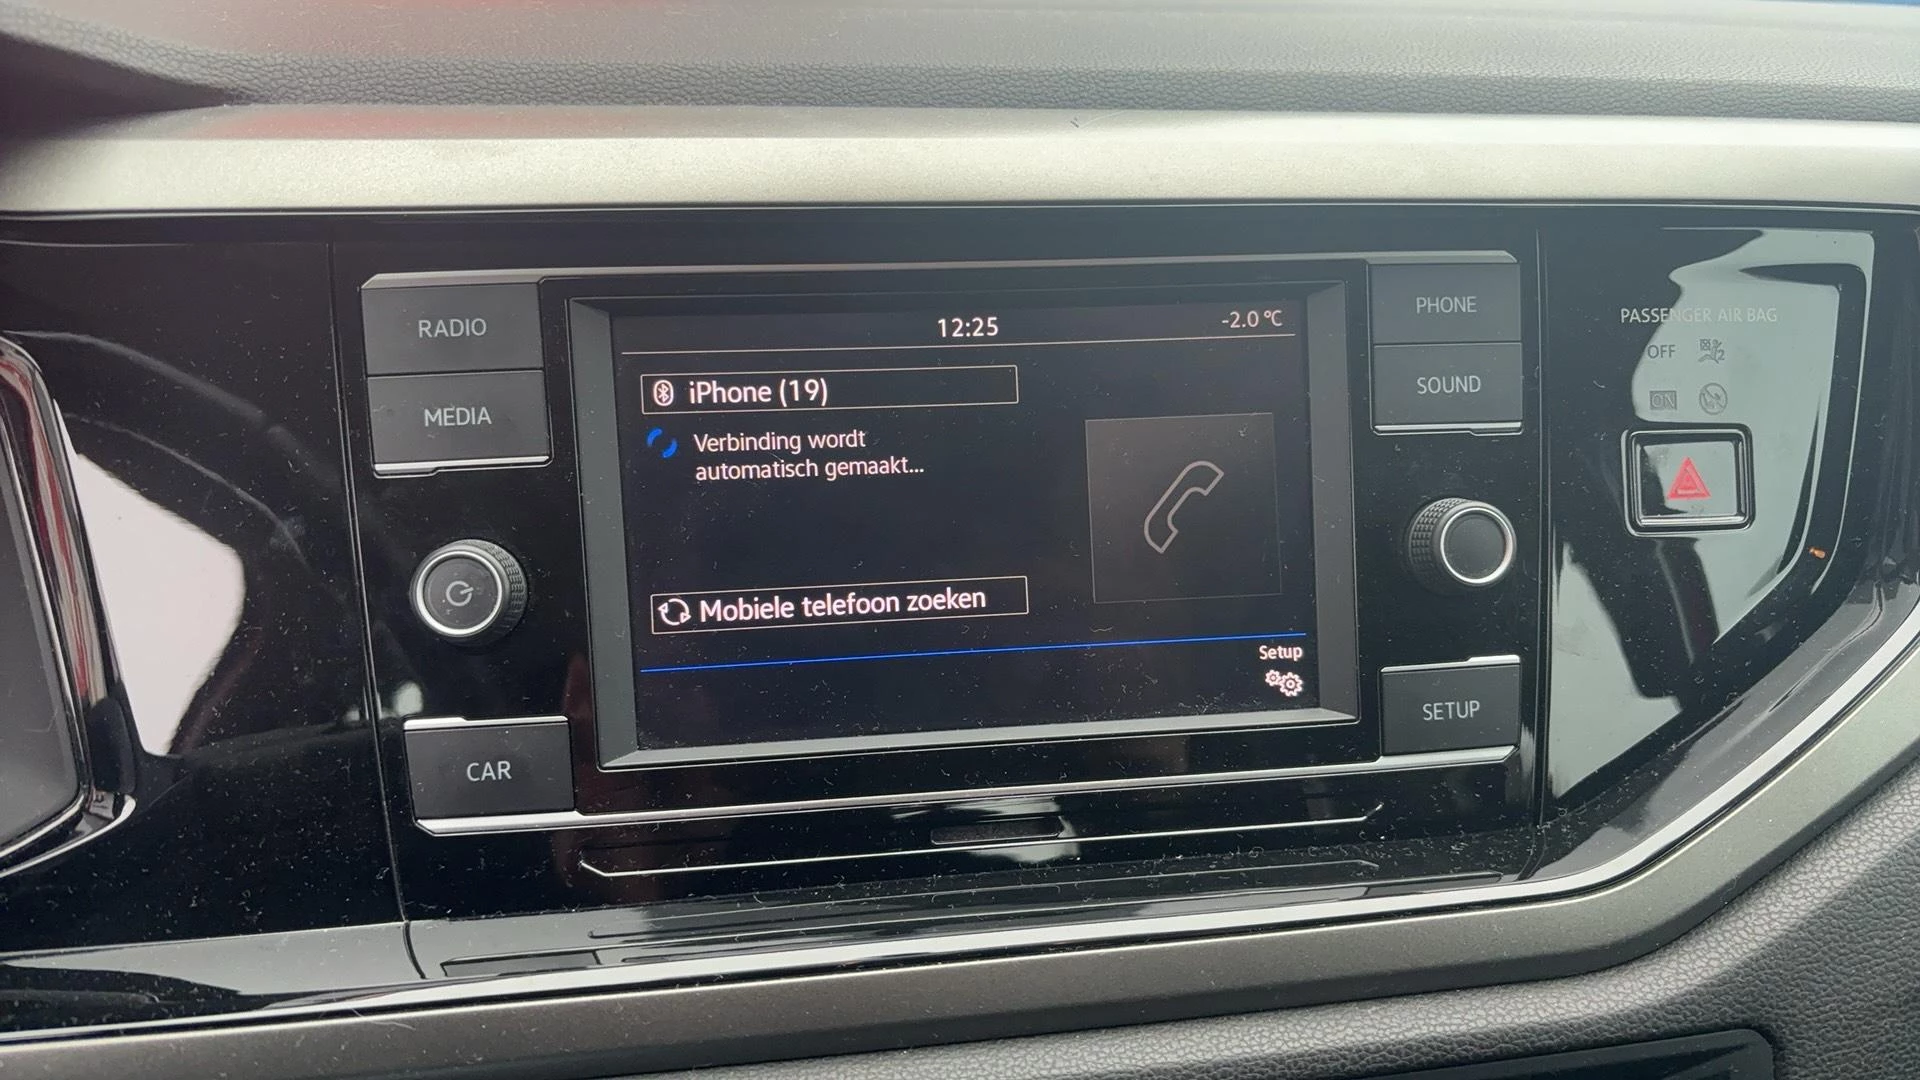 RADIO
MEDIA
CAR
12:25
-2.0 °C
iPhone (19)
Verbinding wordt
automatisch gemaakt...
Mobiele telefoon zoeken
Setup
PHONE
SOUND
SETUP
PASSENGER AIR BAG
OFF
2
ON